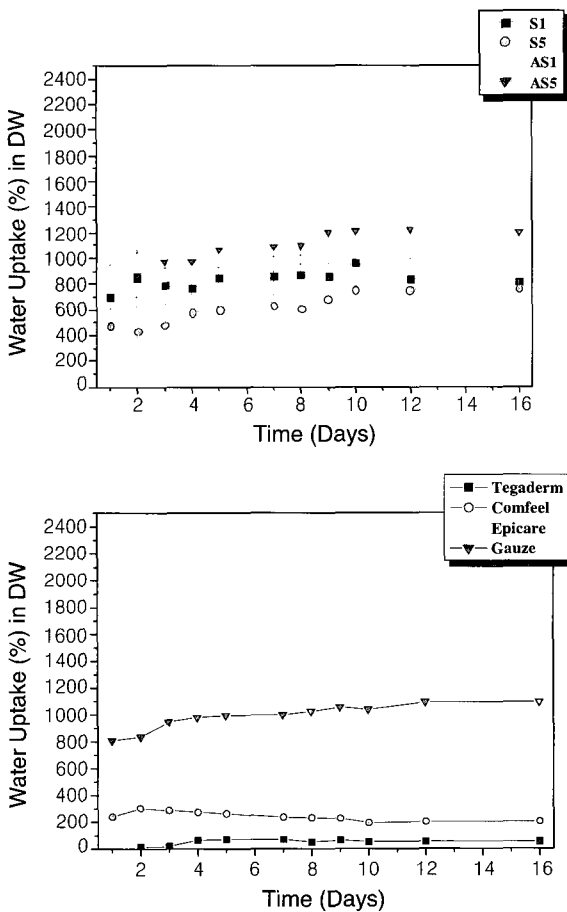 S1
S5
AS1
AS5
2400
2200
2000
1800
1600
1400
1200
1000
800
600
400
200
0
Water Uptake (%) in DW
2 4 6 8 10 12 14 16
Time (Days)
Tegaderm
Comfeel
Epicare
Gauze
2400
2200
2000
1800
1600
1400
1200
1000
800
600
400
200
0
Water Uptake (%) in DW
2 4 6 8 10 12 14 16
Time (Days)